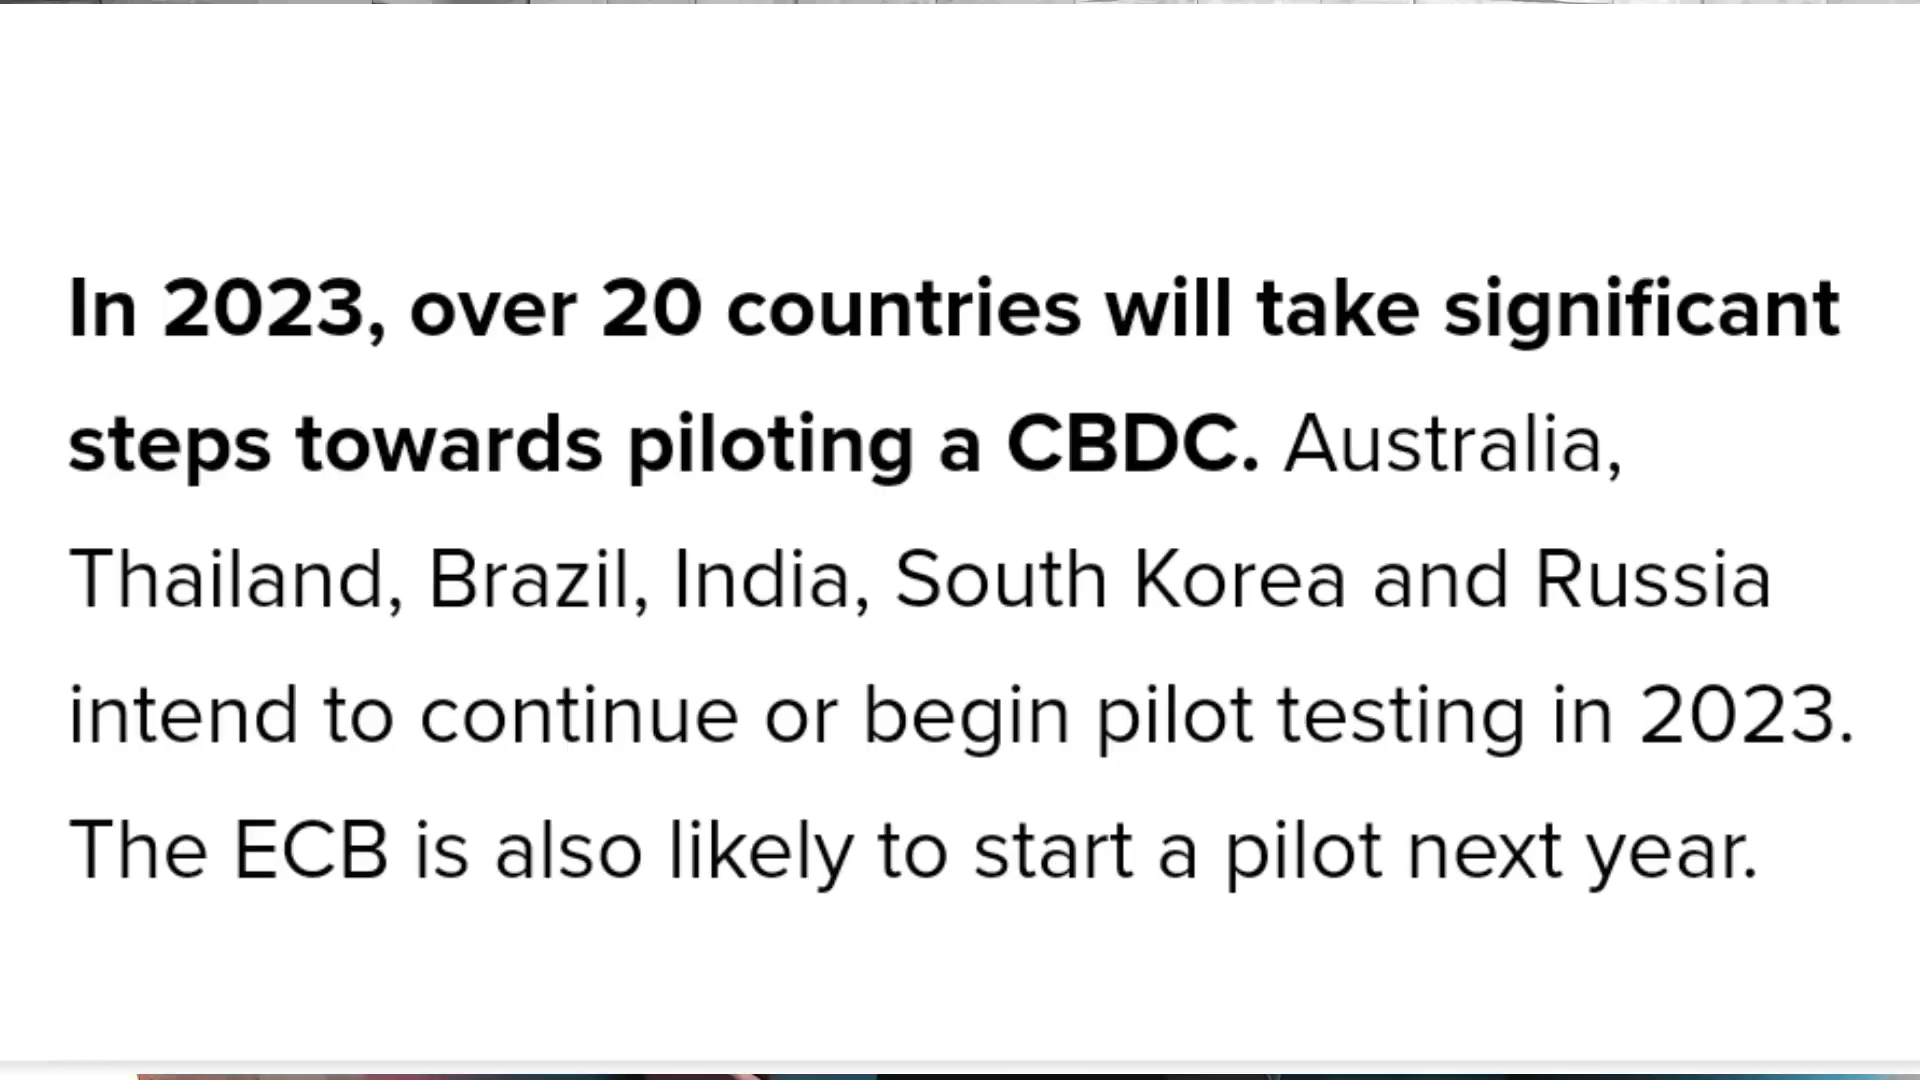 In 2023, over 20 countries will take significant
steps towards piloting a CBDC. Australia,
Thailand, Brazil, India, South Korea and Russia
intend to continue or begin pilot testing in 2023.
The ECB is also likely to start a pilot next year.